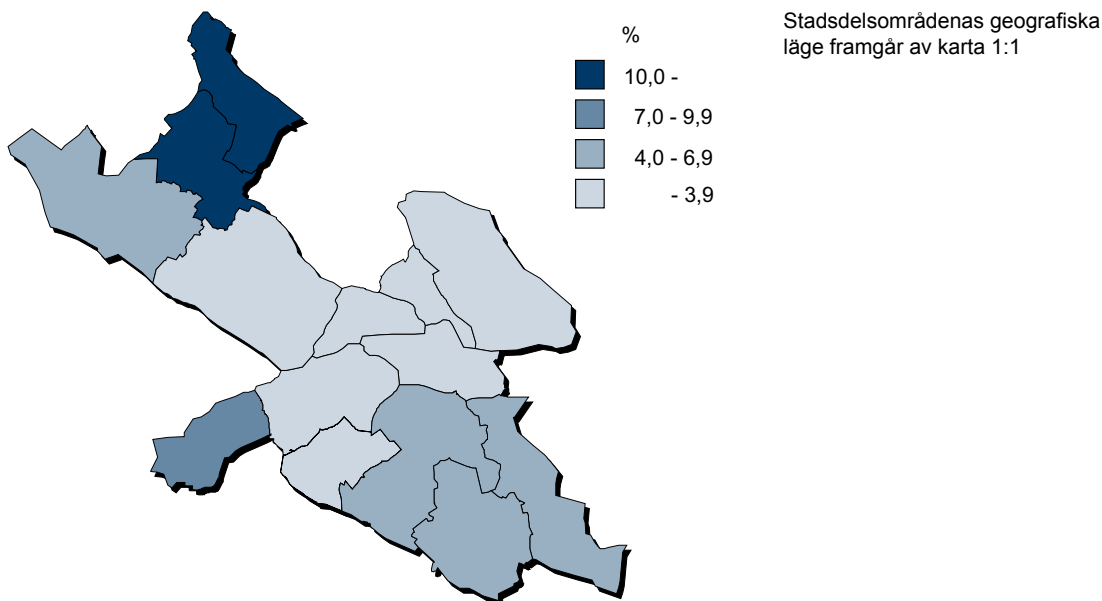 Stadsdelsområdenas geografiska
läge framgår av karta 1:1
%
10,0 -
7,0 - 9,9
4,0 - 6,9
- 3,9